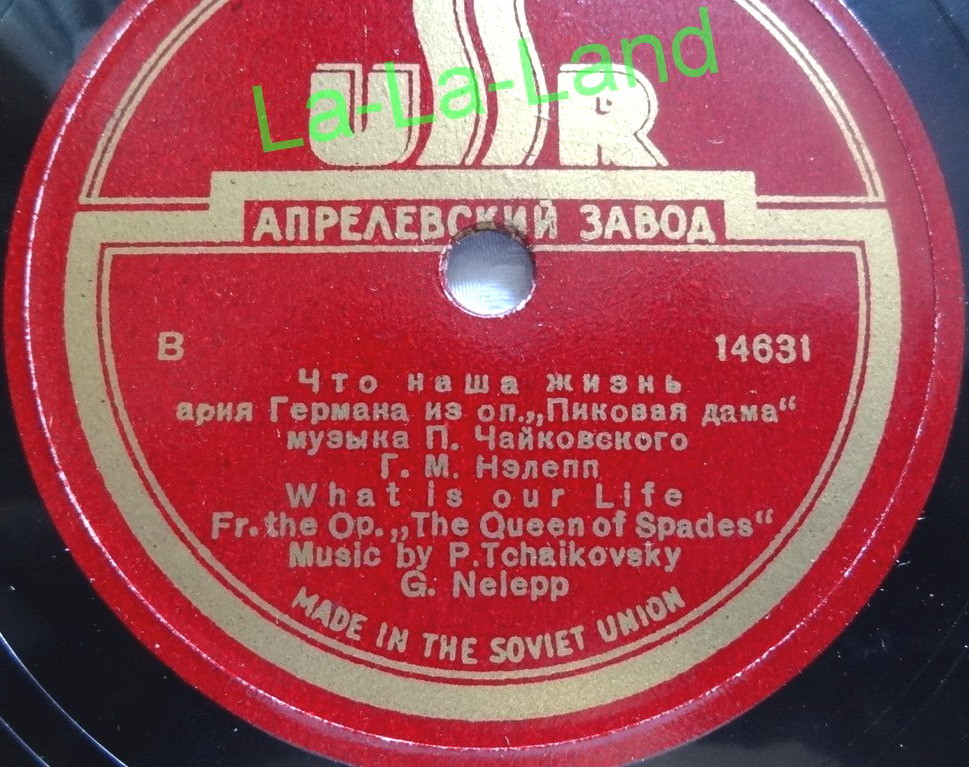 USSR
La-La-Land
АПРЕЛЕВСКИЙ ЗАВОД
В 14631
Что наша жизнь
ария Германа из оп.„Пиковая дама“
музыка П. Чайковского
Г. М. Нэлепп
What is our Life
Fr. the Op.„The Queen of Spades“
Music by P. Tchaikovsky
G. Nelepp
MADE IN THE SOVIET UNION